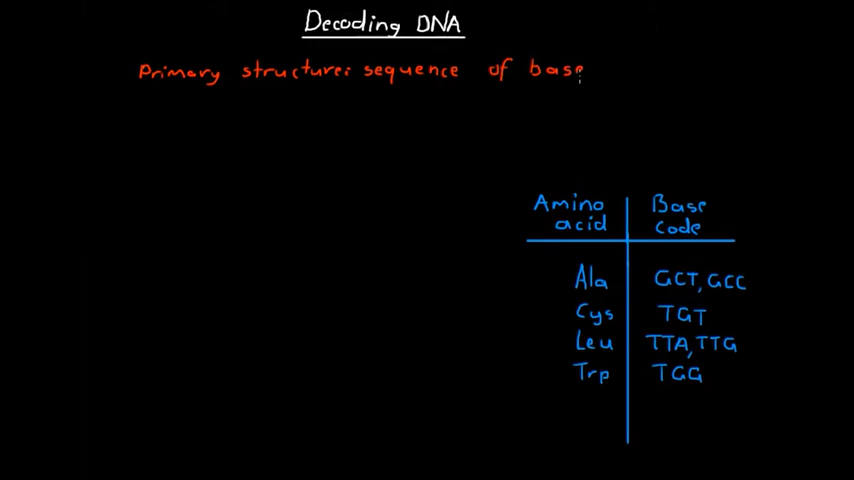 Decoding DNA
Primary structure: sequence of base
Amino acid | Base code
Ala | GCT, GCC
Cys | TGT
Leu | TTA, TTG
Trp | TGG